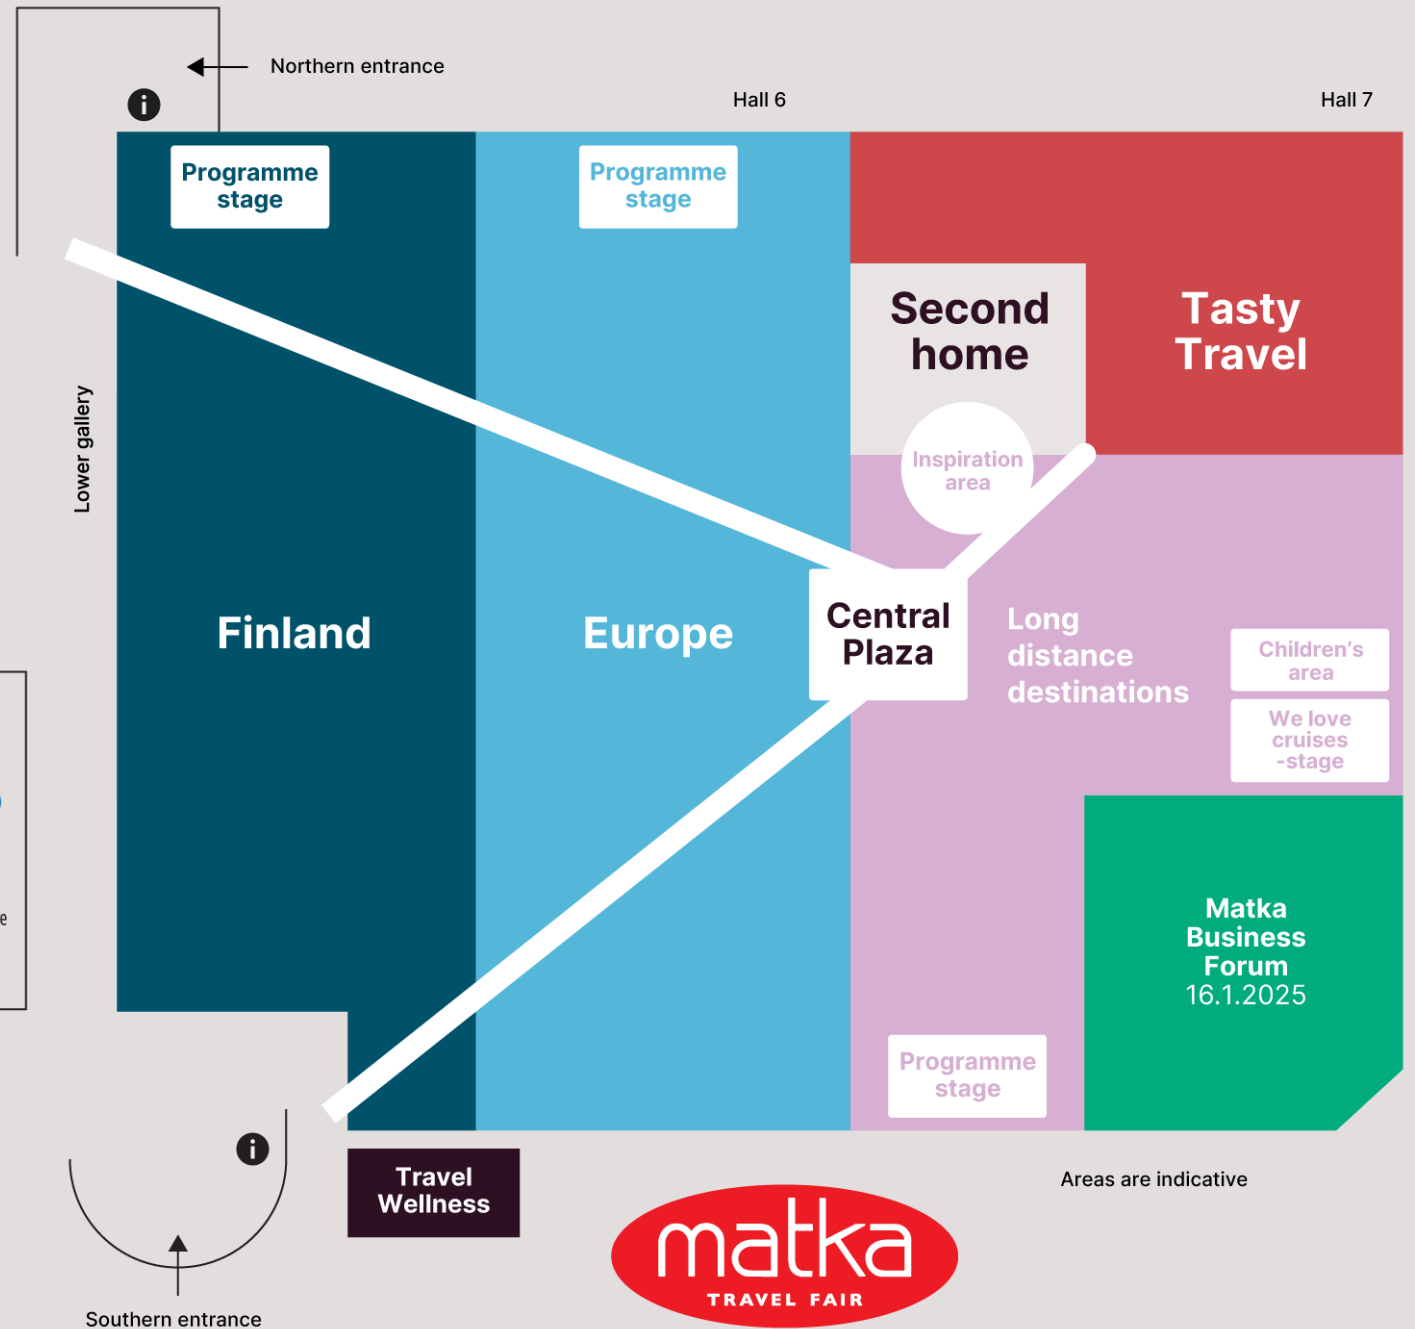 Northern entrance
i
Hall 6
Hall 7
Programme
stage
Programme
stage
Second
home
Tasty
Travel
Lower gallery
Inspiration
area
Finland
Europe
Central
Plaza
Long
distance
destinations
Children's
area
We love
cruises
-stage
Matka
Business
Forum
16.1.2025
Programme
stage
i
Travel
Wellness
Areas are indicative
matka
TRAVEL FAIR
Southern entrance